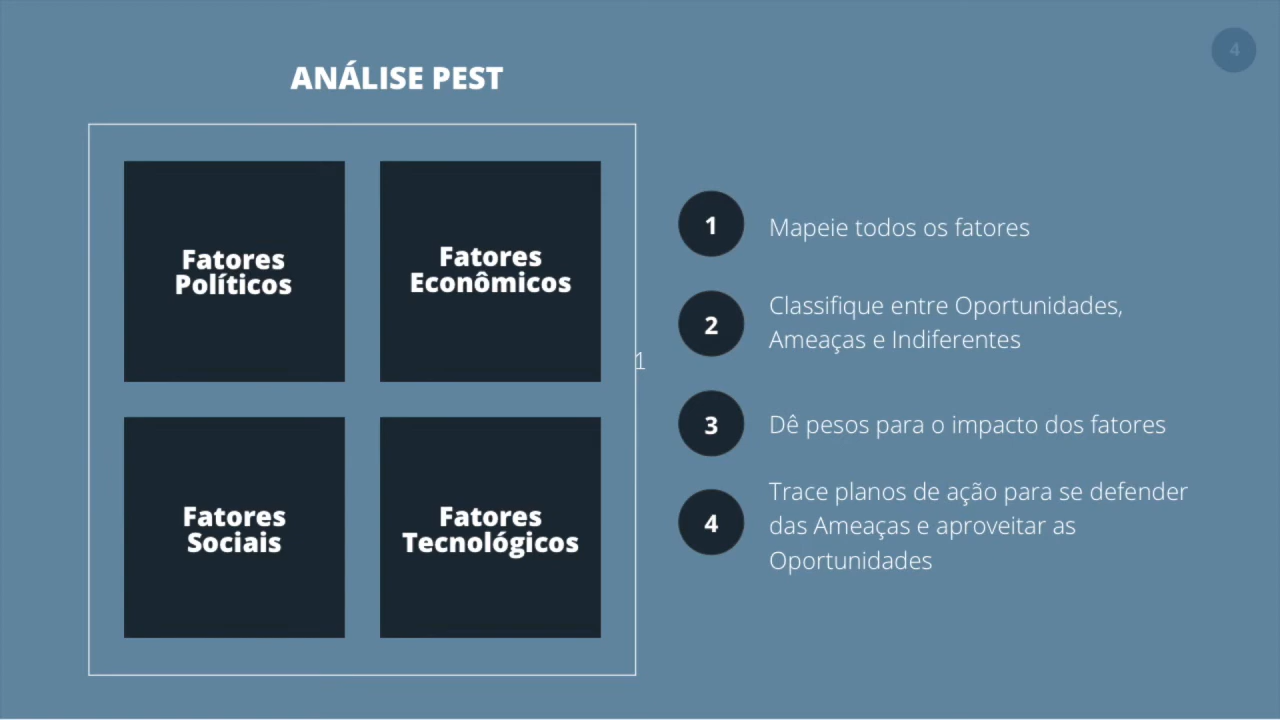 4
ANÁLISE PEST
Fatores
Políticos
Fatores
Econômicos
Fatores
Sociais
Fatores
Tecnológicos
1
1
Mapeie todos os fatores
2
Classifique entre Oportunidades,
Ameaças e Indiferentes
3
Dê pesos para o impacto dos fatores
4
Trace planos de ação para se defender
das Ameaças e aproveitar as
Oportunidades